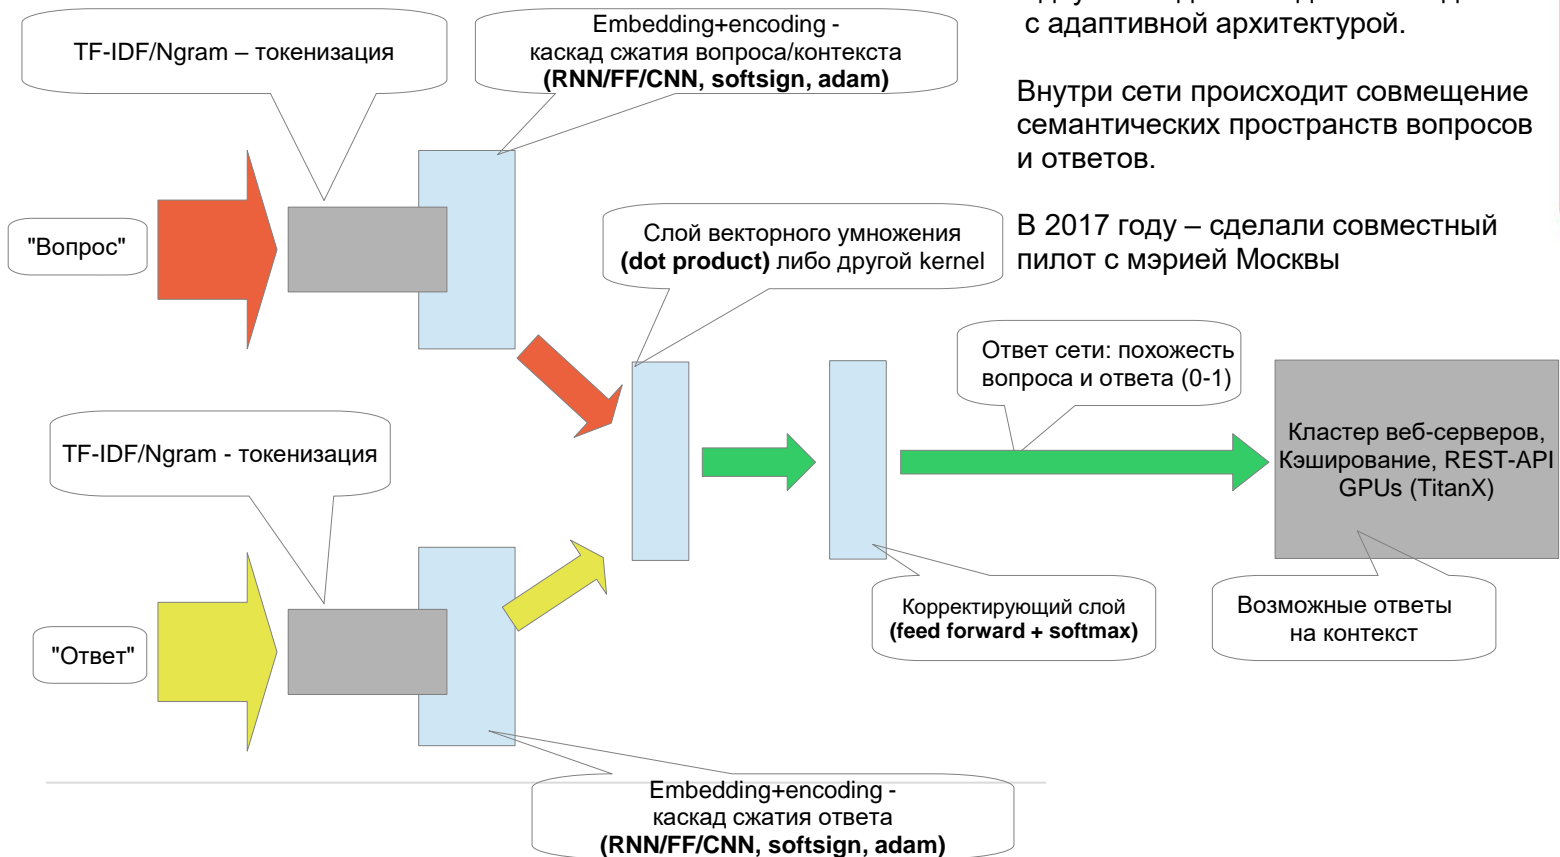 с адаптивной архитектурой.
Внутри сети происходит совмещение
семантических пространств вопросов
и ответов.
В 2017 году – сделали совместный
пилот с мэрией Москвы
TF-IDF/Ngram – токенизация
Embedding+encoding -
каскад сжатия вопроса/контекста
(RNN/FF/CNN, softsign, adam)
"Вопрос"
Слой векторного умножения
(dot product) либо другой kernel
Ответ сети: похожесть
вопроса и ответа (0-1)
Кластер веб-серверов,
Кэширование, REST-API
GPUs (TitanX)
TF-IDF/Ngram - токенизация
"Ответ"
Корректирующий слой
(feed forward + softmax)
Возможные ответы
на контекст
Embedding+encoding -
каскад сжатия ответа
(RNN/FF/CNN, softsign, adam)